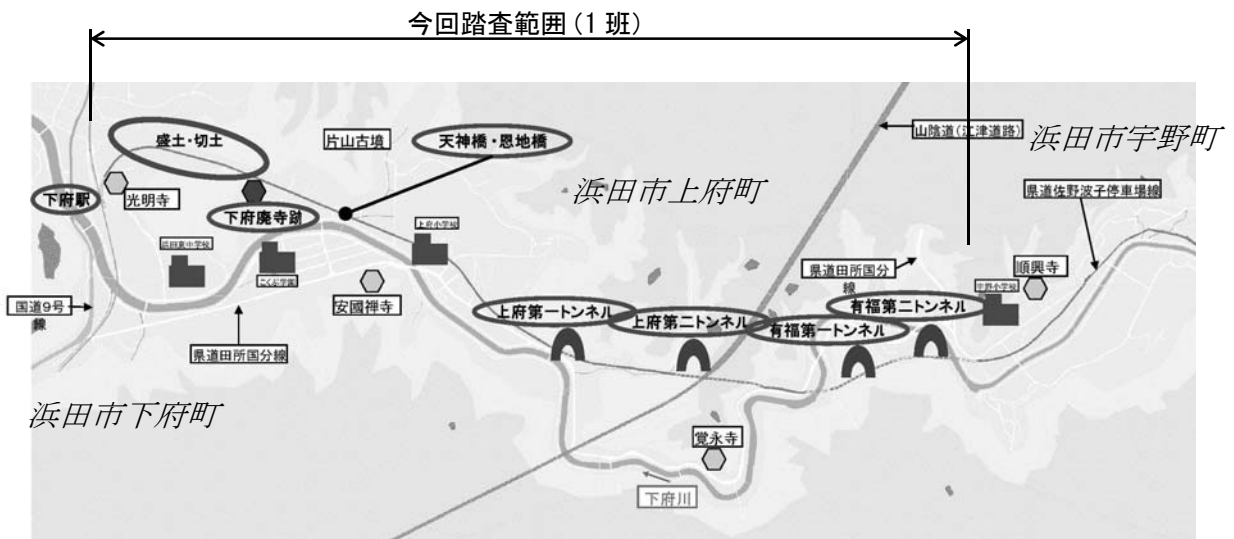 今回踏査範囲(1班)
盛土・切土
片山古墳
天神橋・恩地橋
山陰道(江津道路)
浜田市宇野町
下府駅
光明寺
浜田市上府町
県道佐野波子停車場線
下府廃寺跡
上府小学校
浜田東中学校
こくぶ学園
県道田所国分
線
順興寺
宇野小学校
国道9号
線
安國禅寺
上府第一トンネル
上府第二トンネル
有福第一トンネル
有福第二トンネル
県道田所国分線
浜田市下府町
覚永寺
下府川